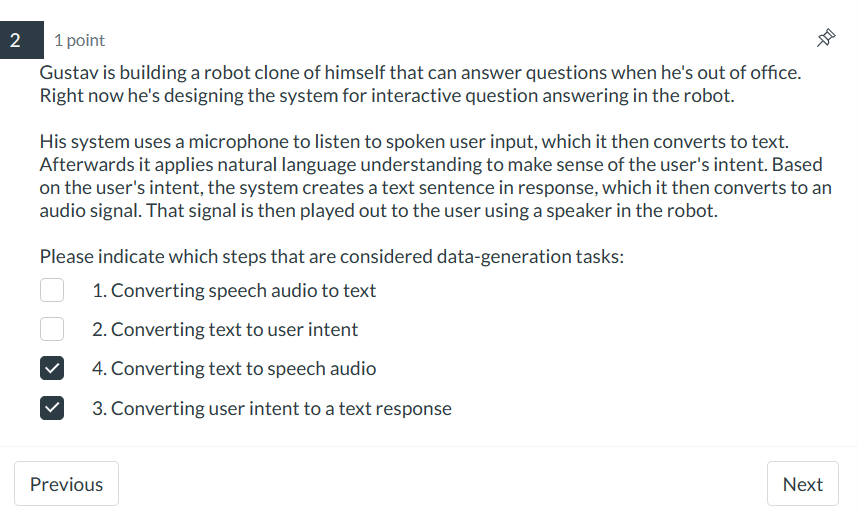 2
1 point
Gustav is building a robot clone of himself that can answer questions when he's out of office.
Right now he's designing the system for interactive question answering in the robot.
His system uses a microphone to listen to spoken user input, which it then converts to text.
Afterwards it applies natural language understanding to make sense of the user's intent. Based
on the user's intent, the system creates a text sentence in response, which it then converts to an
audio signal. That signal is then played out to the user using a speaker in the robot.
Please indicate which steps that are considered data-generation tasks:
1. Converting speech audio to text
2. Converting text to user intent
4. Converting text to speech audio
3. Converting user intent to a text response
Previous
Next